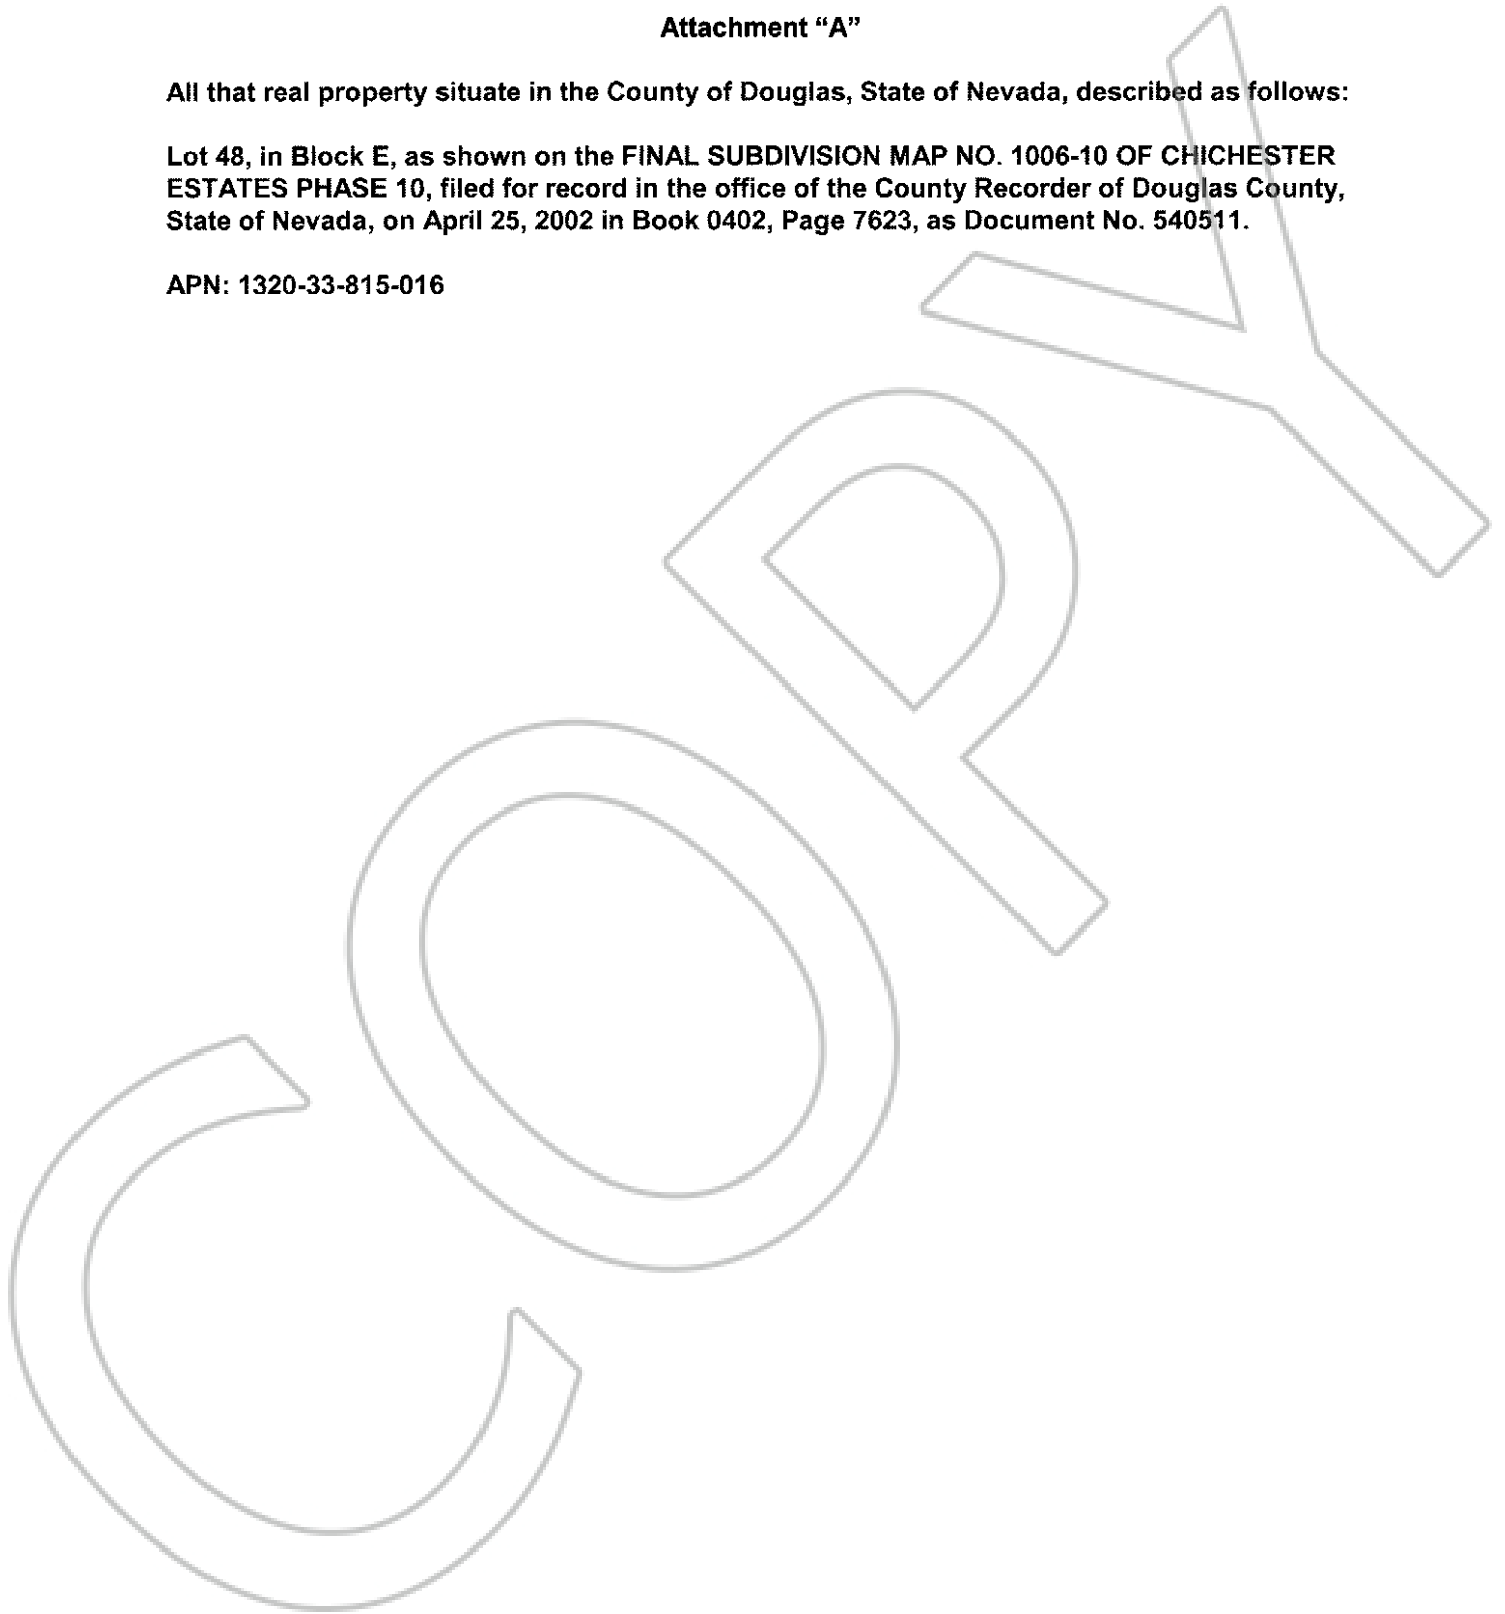 Attachment “A”
All that real property situate in the County of Douglas, State of Nevada, described as follows:
Lot 48, in Block E, as shown on the FINAL SUBDIVISION MAP NO. 1006-10 OF CHICHESTER
ESTATES PHASE 10, filed for record in the office of the County Recorder of Douglas County,
State of Nevada, on April 25, 2002 in Book 0402, Page 7623, as Document No. 540511.
APN: 1320-33-815-016
COPY